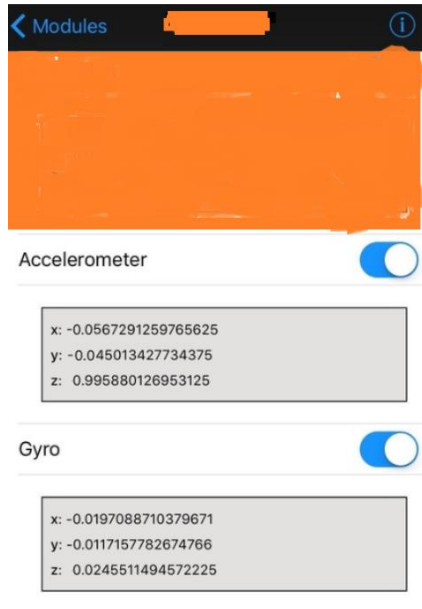 Modules
Accelerometer
x: -0.0567291259765625
y: -0.045013427734375
z: 0.995880126953125
Gyro
x: -0.0197088710379671
y: -0.0117157782674766
z: 0.0245511494572225